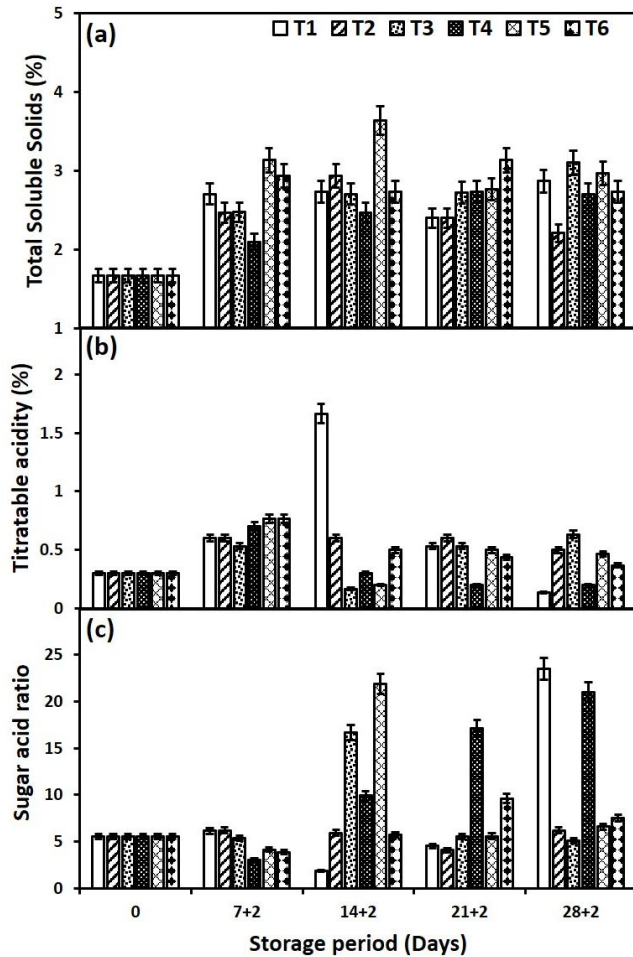 (a)
T1 T2 T3 T4 T5 T6
Total Soluble Solids (%)
5
4
3
2
1
(b)
Titratable acidity (%)
2
1.5
1
0.5
0
(c)
Sugar acid ratio
25
20
15
10
5
0
0 7+2 14+2 21+2 28+2
Storage period (Days)